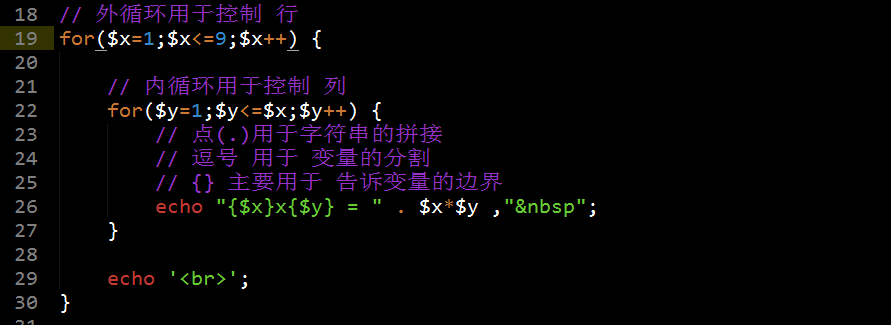 18 // 外循环用于控制 行
19 for($x=1;$x<=9;$x++) {
20
21     // 内循环用于控制 列
22     for($y=1;$y<=$x;$y++) {
23         // 点(.)用于字符串的拼接
24         // 逗号 用于 变量的分割
25         // {} 主要用于 告诉变量的边界
26         echo "{$x}x{$y} = " . $x*$y ,"&nbsp";
27     }
28
29     echo '<br>';
30 }